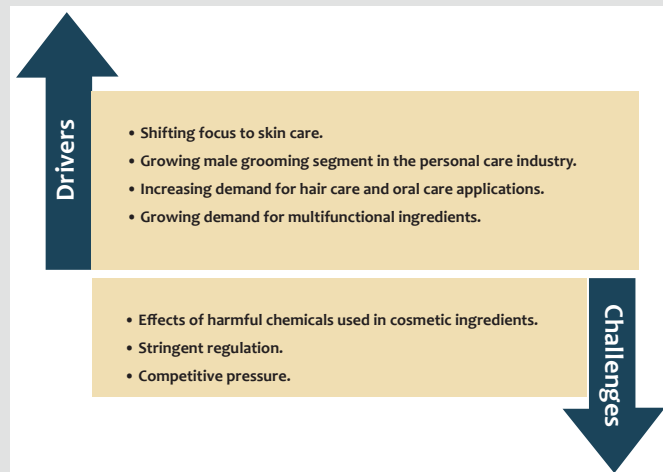 Drivers
• Shifting focus to skin care.
• Growing male grooming segment in the personal care industry.
• Increasing demand for hair care and oral care applications.
• Growing demand for multifunctional ingredients.
• Effects of harmful chemicals used in cosmetic ingredients.
• Stringent regulation.
• Competitive pressure.
Challenges